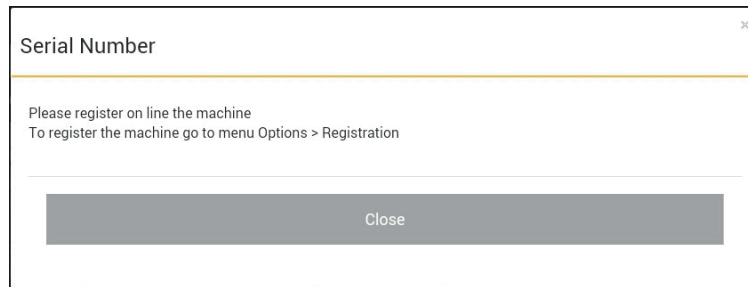 Serial Number
Please register on line the machine
To register the machine go to menu Options > Registration
Close